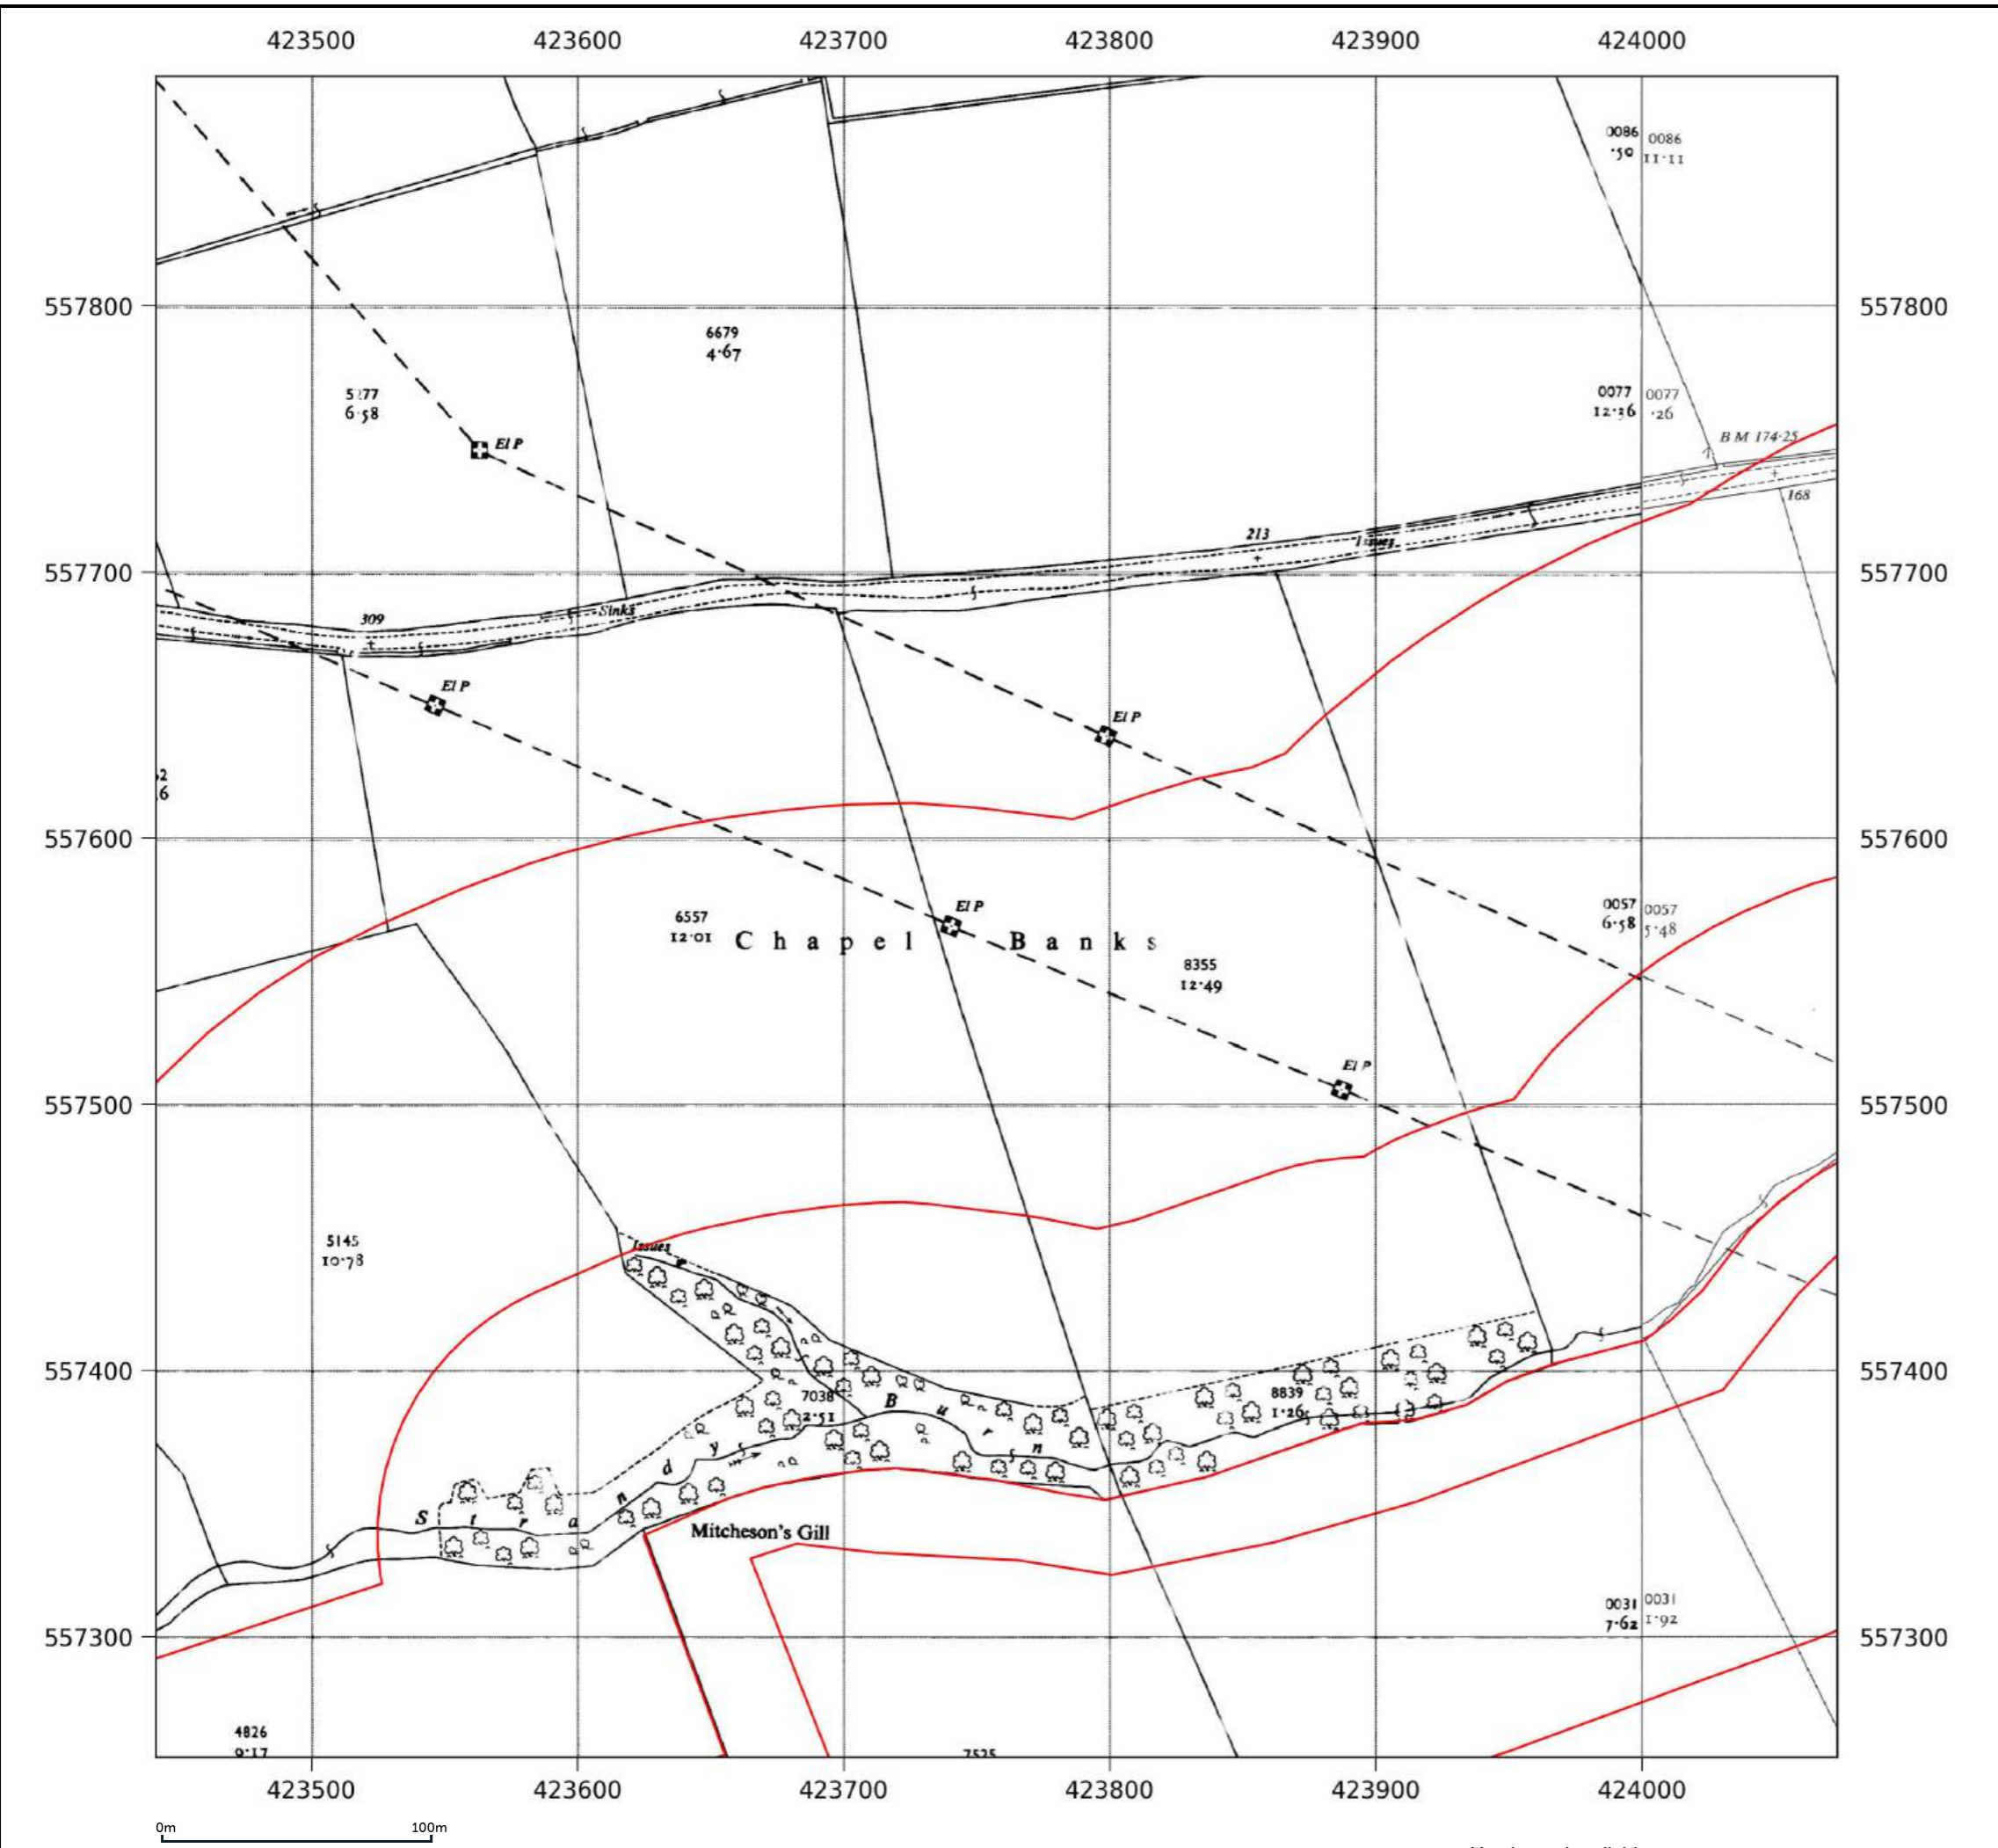 423500 423600 423700 423800 423900 424000
0086 0086
·50 11·11
557800 557800
6679
4·67
5277
6·58
0077 0077
12·36 ·26
BM 174·25
El P
168
213
Issues
557700 557700
Sinks
309
El P
El P
557600 557600
6557
12·01
Chapel Banks
El P
0057 0057
6·58 5·48
8355
12·49
El P
557500 557500
Issues
5145
10·78
557400 557400
7038
2·51
8839
1·26
Strandy Burn
Mitcheson's Gill
0031 0031
7·62 1·92
557300 557300
4826
9·17
7525
423500 423600 423700 423800 423900 424000
0m 100m